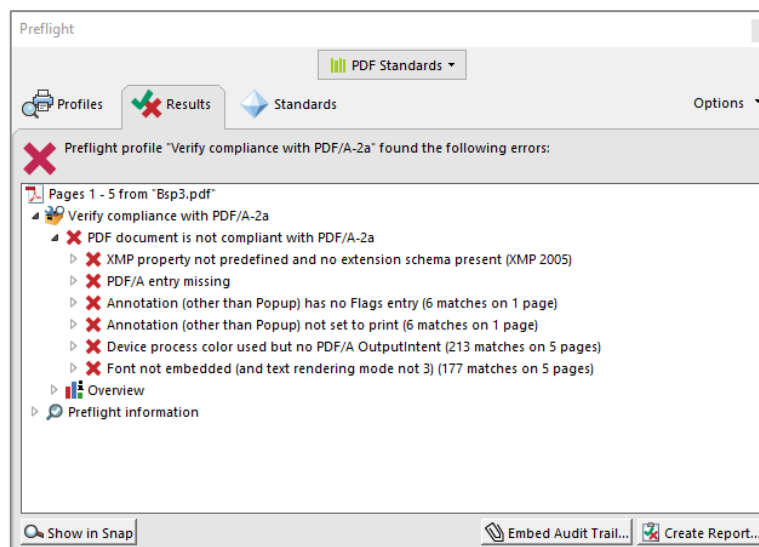 Preflight
PDF Standards
Profiles
Results
Standards
Options
Preflight profile "Verify compliance with PDF/A-2a" found the following errors:
Pages 1 - 5 from "Bsp3.pdf"
Verify compliance with PDF/A-2a
PDF document is not compliant with PDF/A-2a
XMP property not predefined and no extension schema present (XMP 2005)
PDF/A entry missing
Annotation (other than Popup) has no Flags entry (6 matches on 1 page)
Annotation (other than Popup) not set to print (6 matches on 1 page)
Device process color used but no PDF/A OutputIntent (213 matches on 5 pages)
Font not embedded (and text rendering mode not 3) (177 matches on 5 pages)
Overview
Preflight information
Show in Snap
Embed Audit Trail...
Create Report...